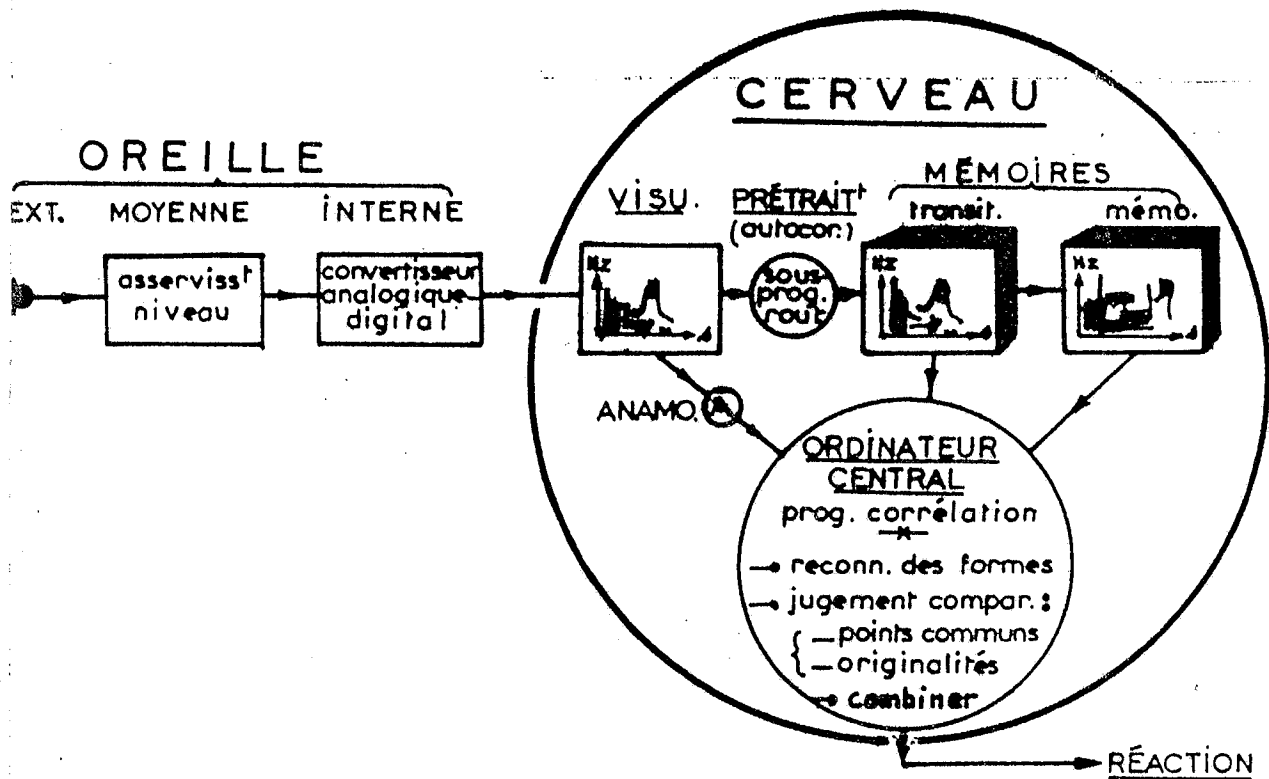 CERVEAU
OREILLE
EXT. MOYENNE INTERNE
asservisst
niveau
convertisseur
analogique
digital
VISU.
PRÉTRAITt
(autocor.)
MÉMOIRES
transit.
mémo.
Hz
sous-
prog.
rout.
Hz
Hz
ANAMO. A
ORDINATEUR
CENTRAL
prog. corrélation
reconn. des formes
jugement compar. :
points communs
originalités
combiner
RÉACTION